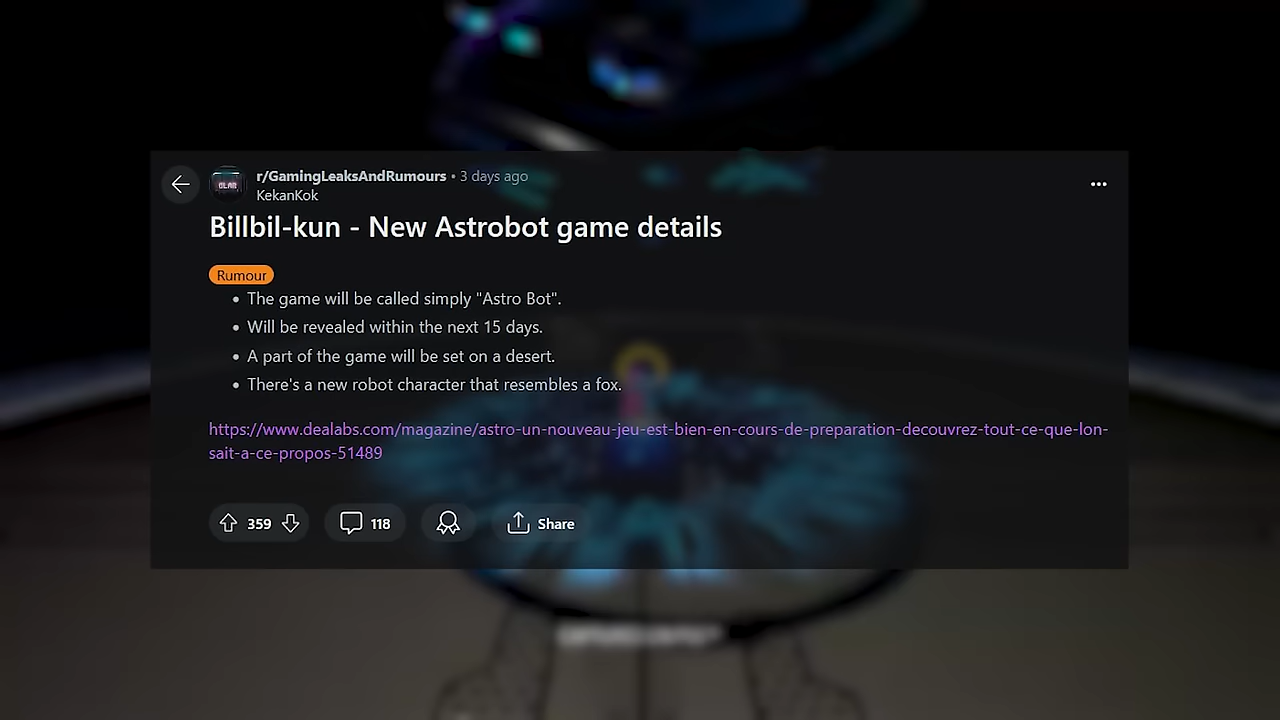 r/GamingLeaksAndRumours • 3 days ago
KekanKok
Billbil-kun - New Astrobot game details
Rumour
• The game will be called simply "Astro Bot".
• Will be revealed within the next 15 days.
• A part of the game will be set on a desert.
• There's a new robot character that resembles a fox.
https://www.dealabs.com/magazine/astro-un-nouveau-jeu-est-bien-en-cours-de-preparation-decouvrez-tout-ce-que-lon-
sait-a-ce-propos-51489
359
118
Share